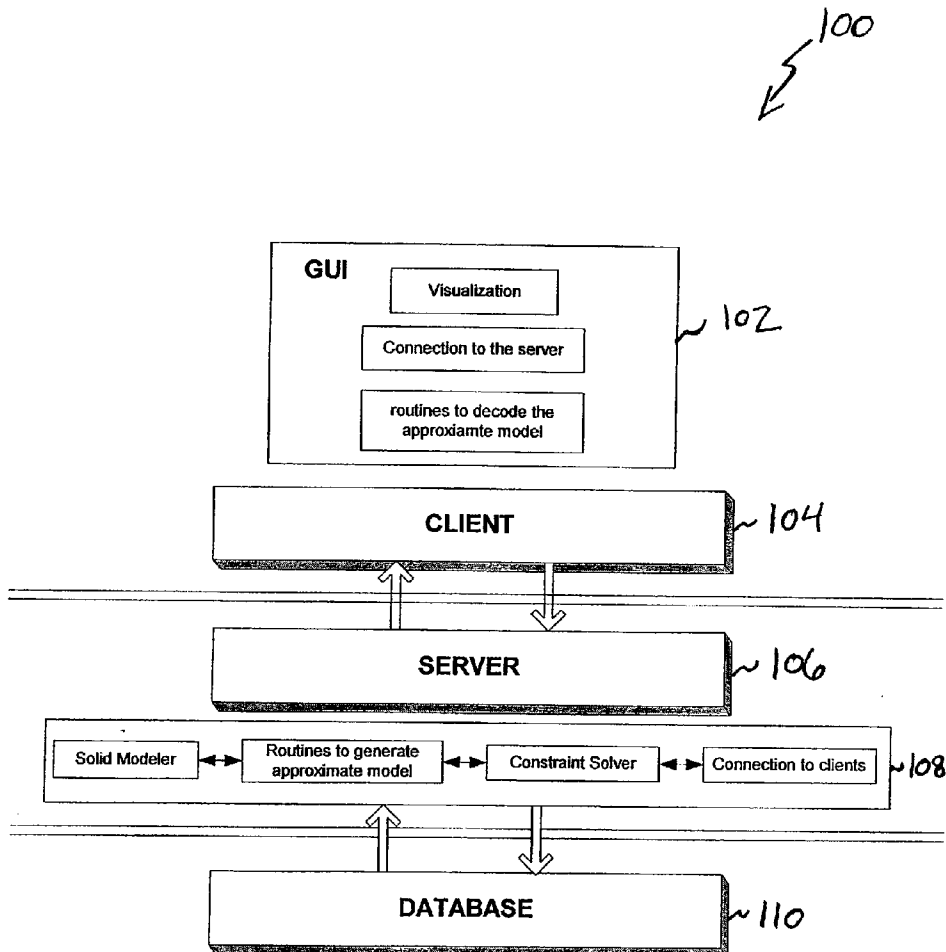 100
GUI
Visualization
102
Connection to the server
routines to decode the
approxiamte model
CLIENT
104
SERVER
106
Solid Modeler
Routines to generate
approximate model
Constraint Solver
Connection to clients
108
DATABASE
110